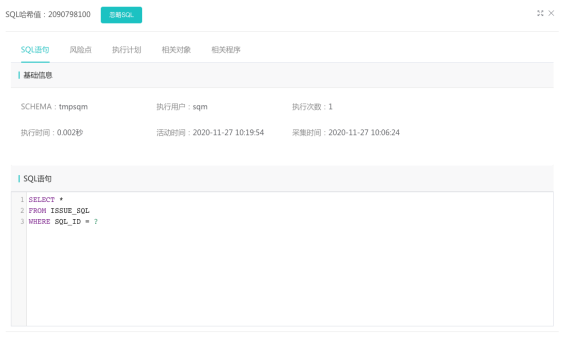 SQL哈希值：2090798100 忽略SQL
SQL语句 风险点 执行计划 相关对象 相关程序
基础信息
SCHEMA：tmpsqm 执行用户：sqm 执行次数：1
执行时间：0.002秒 活动时间：2020-11-27 10:19:54 采集时间：2020-11-27 10:06:24
SQL语句
1 SELECT *
2 FROM ISSUE_SQL
3 WHERE SQL_ID = ?